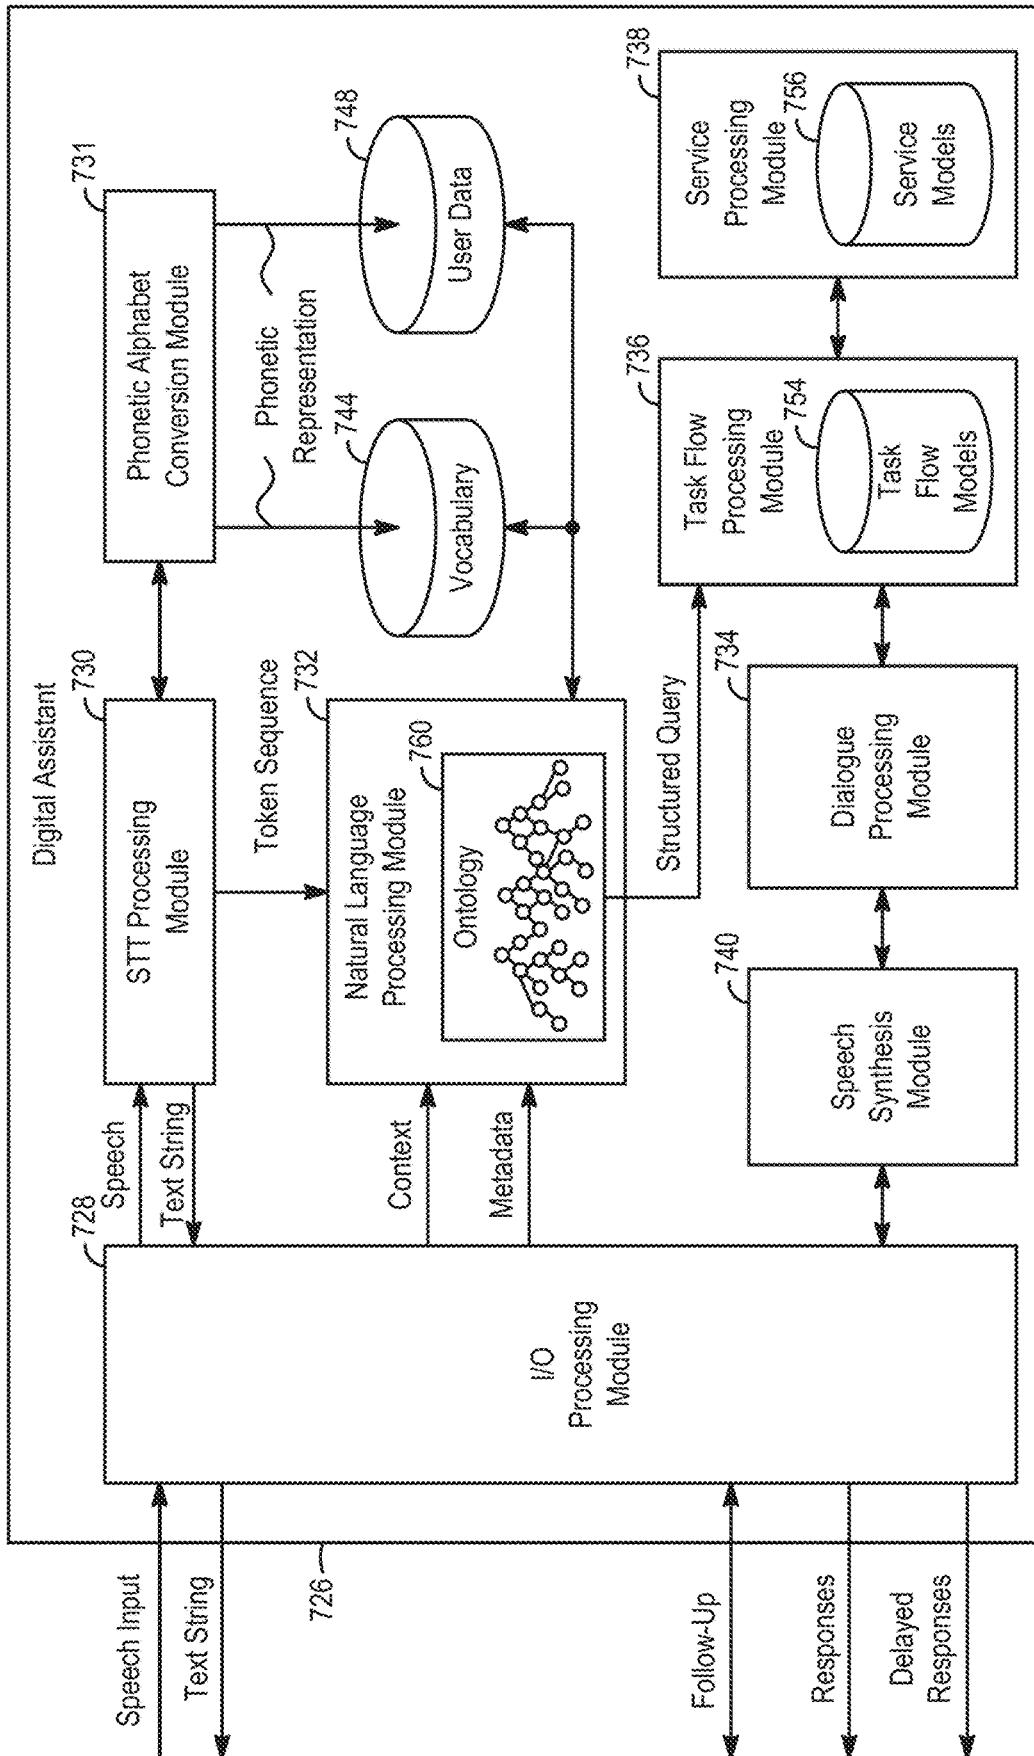 Digital Assistant
726
Speech Input
Text String
Follow-Up
Responses
Delayed
Responses
728
I/O
Processing
Module
Speech
Text String
Context
Metadata
730
STT Processing
Module
731
Phonetic Alphabet
Conversion Module
Phonetic
Representation
Token Sequence
732
Natural Language
Processing Module
760
Ontology
744
Vocabulary
748
User Data
Structured Query
740
Speech
Synthesis
Module
734
Dialogue
Processing
Module
736
Task Flow
Processing
Module
754
Task
Flow
Models
738
Service
Processing
Module
756
Service
Models